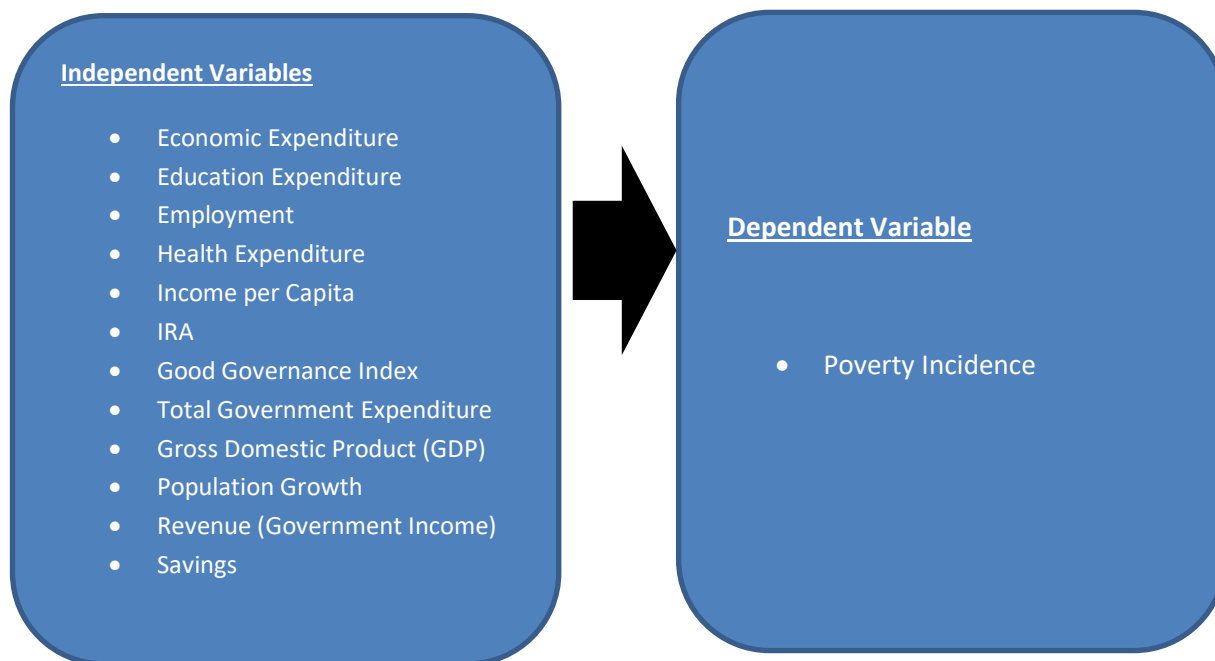 Independent Variables
• Economic Expenditure
• Education Expenditure
• Employment
• Health Expenditure
• Income per Capita
• IRA
• Good Governance Index
• Total Government Expenditure
• Gross Domestic Product (GDP)
• Population Growth
• Revenue (Government Income)
• Savings
Dependent Variable
• Poverty Incidence